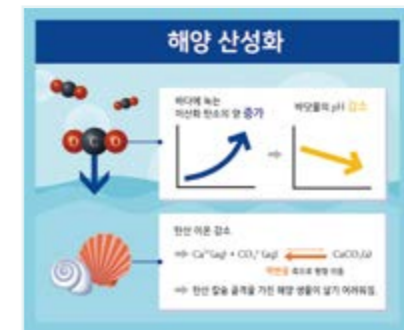 해양 산성화
O C O
바다에 녹는
이산화 탄소의 양 증가
⇨
바닷물의 pH 감소
탄산 이온 감소
⇨ Ca²⁺(aq) + CO₃²⁻(aq) ⇄ CaCO₃(s)
역반응 쪽으로 평형 이동
⇨ 탄산 칼슘 골격을 가진 해양 생물이 살기 어려워짐.